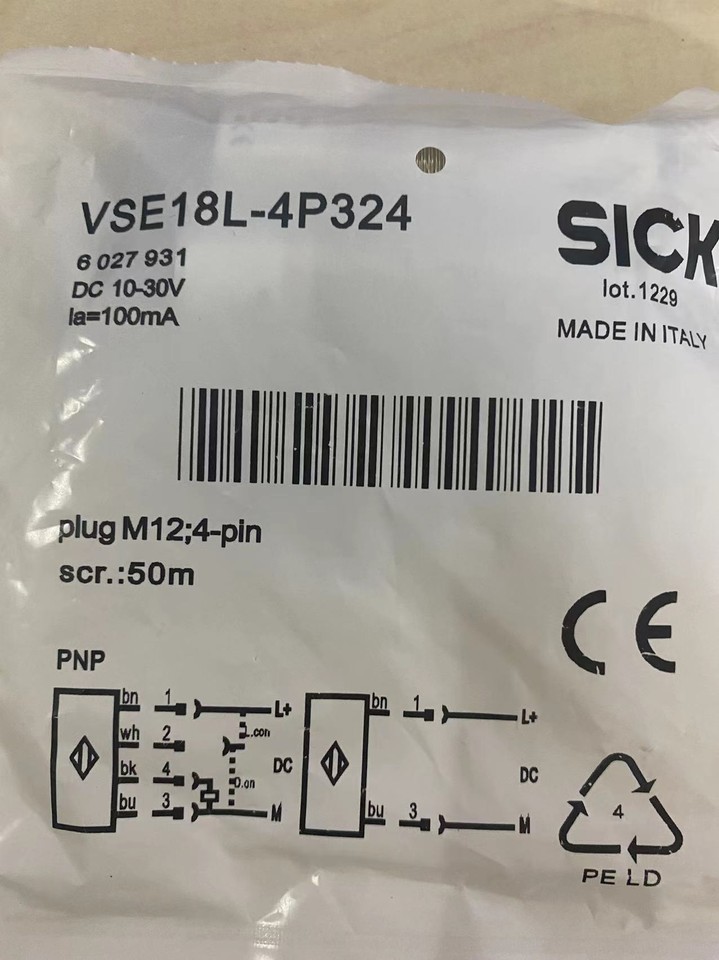 VSE18L-4P324
6 027 931
DC 10-30V
Ia=100mA
SICK
lot.1229
MADE IN ITALY
plug M12;4-pin
scr.:50m
CE
PNP
bn 1 L+
wh 2 L.con
bk 4 D.on DC
bu 3 M
bn 1 L+
DC
bu 3 M
4
PE LD